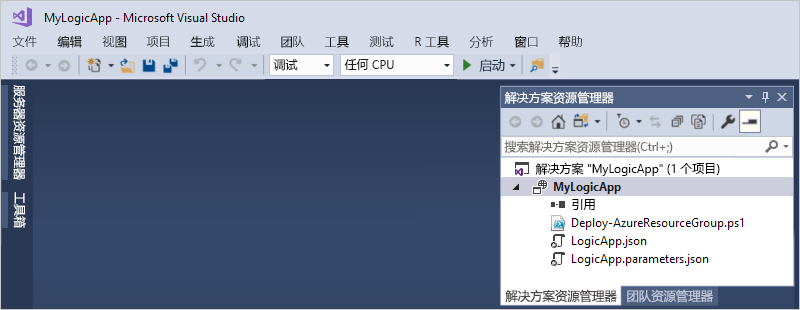 MyLogicApp - Microsoft Visual Studio
文件 编辑 视图 项目 生成 调试 团队 工具 测试 R 工具 分析 窗口 帮助
调试 任何 CPU 启动
服务器资源管理器
工具箱
解决方案资源管理器
搜索解决方案资源管理器(Ctrl+;)
解决方案 "MyLogicApp" (1 个项目)
MyLogicApp
引用
Deploy-AzureResourceGroup.ps1
LogicApp.json
LogicApp.parameters.json
解决方案资源管理器 团队资源管理器